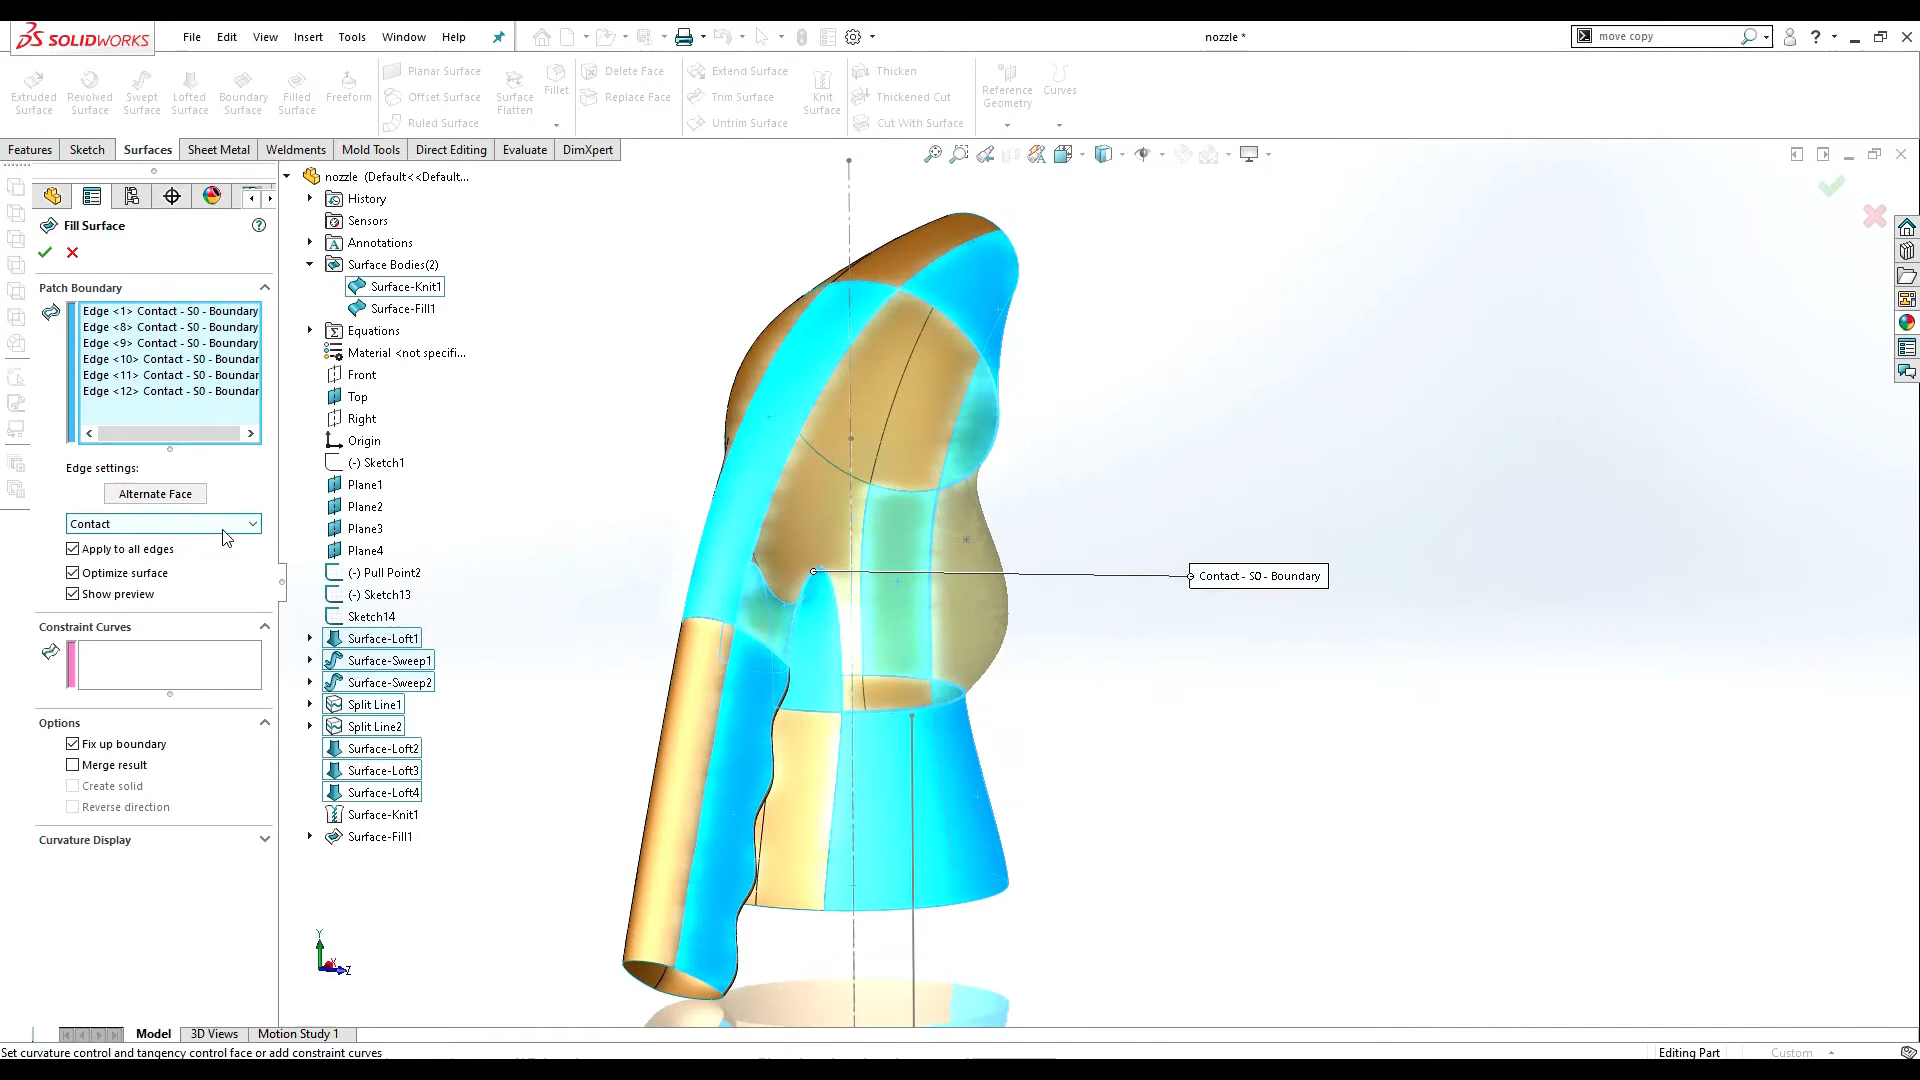 SOLIDWORKS
File Edit View Insert Tools Window Help
nozzle *
move copy
Extruded Surface
Revolved Surface
Swept Surface
Lofted Surface
Boundary Surface
Filled Surface
Freeform
Planar Surface
Offset Surface
Ruled Surface
Surface Flatten
Fillet
Delete Face
Replace Face
Extend Surface
Trim Surface
Untrim Surface
Knit Surface
Thicken
Thickened Cut
Cut With Surface
Reference Geometry
Curves
Features Sketch Surfaces Sheet Metal Weldments Mold Tools Direct Editing Evaluate DimXpert
Fill Surface
Patch Boundary
Edge <1> Contact - S0 - Boundary
Edge <8> Contact - S0 - Boundary
Edge <9> Contact - S0 - Boundary
Edge <10> Contact - S0 - Boundar
Edge <11> Contact - S0 - Boundar
Edge <12> Contact - S0 - Boundar
Edge settings:
Alternate Face
Contact
Apply to all edges
Optimize surface
Show preview
Constraint Curves
Options
Fix up boundary
Merge result
Create solid
Reverse direction
Curvature Display
nozzle (Default<<Default...
History
Sensors
Annotations
Surface Bodies(2)
Surface-Knit1
Surface-Fill1
Equations
Material <not specifi...
Front
Top
Right
Origin
(-) Sketch1
Plane1
Plane2
Plane3
Plane4
(-) Pull Point2
(-) Sketch13
Sketch14
Surface-Loft1
Surface-Sweep1
Surface-Sweep2
Split Line1
Split Line2
Surface-Loft2
Surface-Loft3
Surface-Loft4
Surface-Knit1
Surface-Fill1
Contact - S0 - Boundary
Y
X
Z
Model 3D Views Motion Study 1
Set curvature control and tangency control face or add constraint curves
Editing Part
Custom